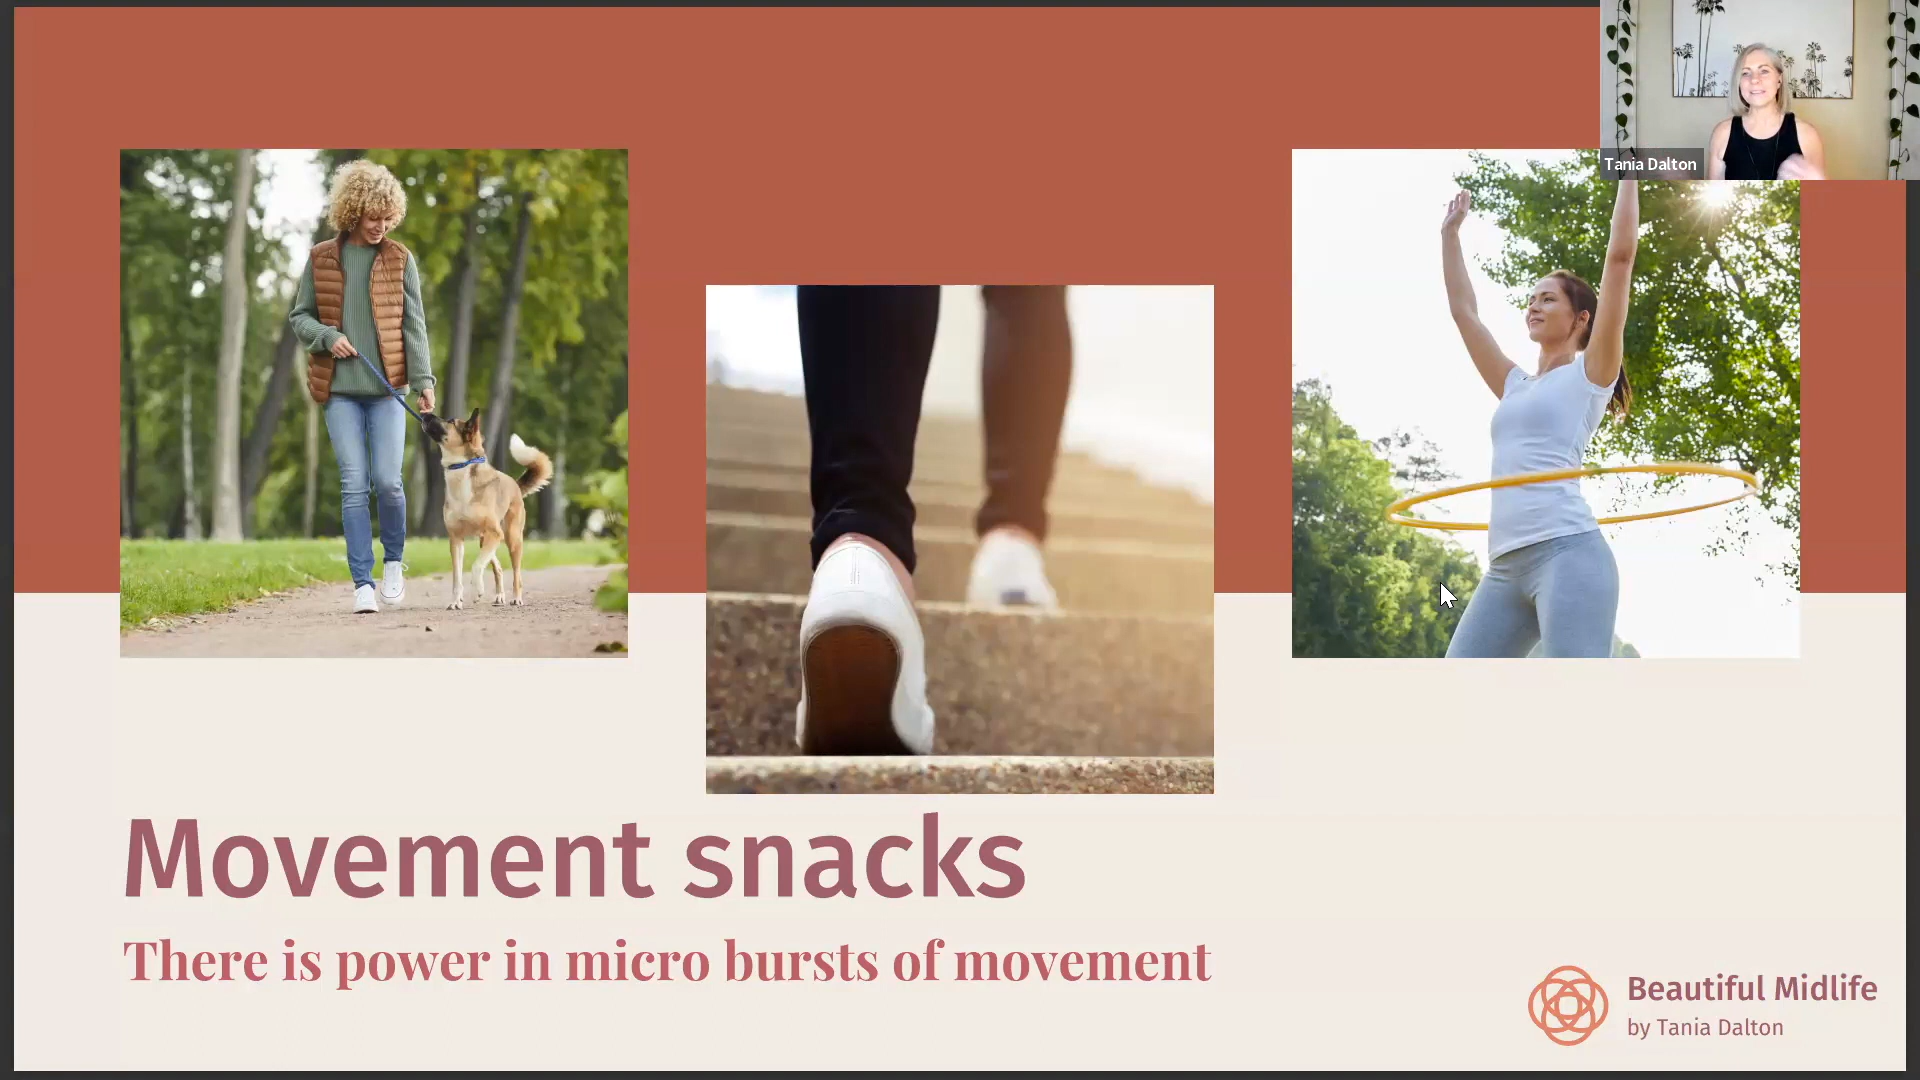 Tania Dalton
Movement snacks
There is power in micro bursts of movement
Beautiful Midlife
by Tania Dalton